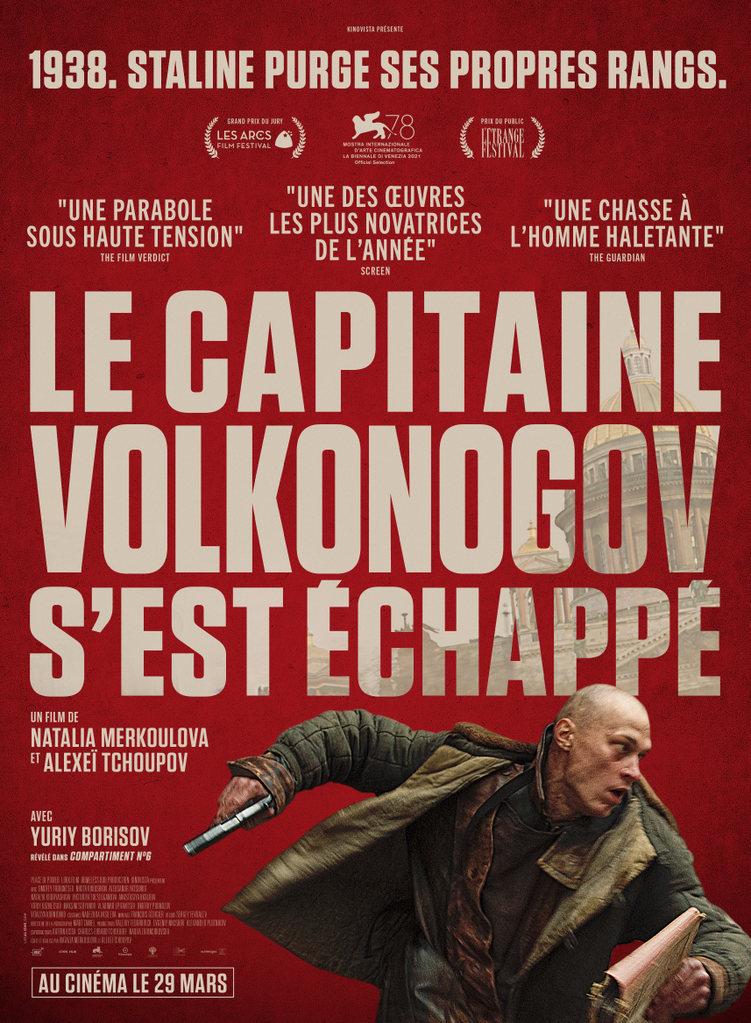 KINOVISTA PRÉSENTE
1938. STALINE PURGE SES PROPRES RANGS.
GRAND PRIX DU JURY
LES ARCS
FILM FESTIVAL
78
MOSTRA INTERNAZIONALE
D'ARTE CINEMATOGRAFICA
LA BIENNALE DI VENEZIA 2021
Official Selection
PRIX DU PUBLIC
L'ÉTRANGE
FESTIVAL
"UNE PARABOLE
SOUS HAUTE TENSION"
THE FILM VERDICT
"UNE DES ŒUVRES
LES PLUS NOVATRICES
DE L'ANNÉE"
SCREEN
"UNE CHASSE À
L'HOMME HALETANTE"
THE GUARDIAN
LE CAPITAINE
VOLKONOGOV
S'EST ÉCHAPPÉ
UN FILM DE
NATALIA MERKOULOVA
ET ALEXEÏ TCHOUPOV
AVEC
YURIY BORISOV
RÉVÉLÉ DANS COMPARTIMENT N°6
AU CINÉMA LE 29 MARS